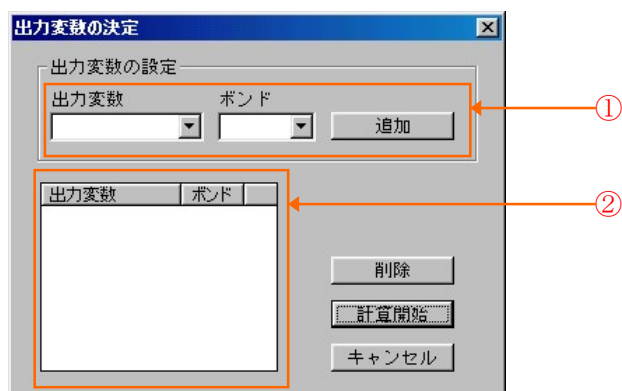 出力変数の決定
出力変数の設定
出力変数 ボンド
追加
①
出力変数 ボンド
②
削除
計算開始
キャンセル